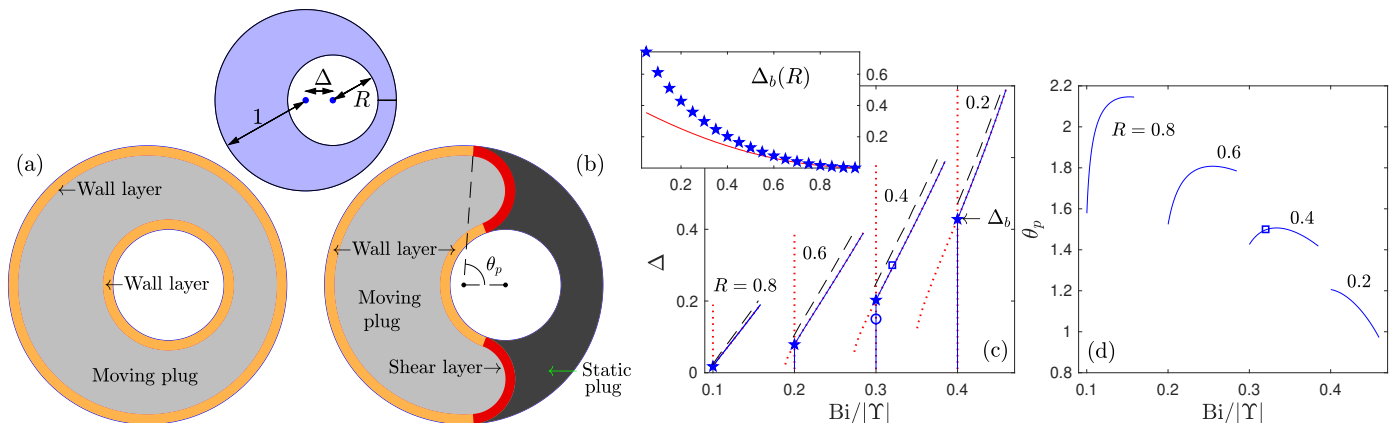 (a)
←Wall layer
←Wall layer
Moving plug
1
Δ
R
(b)
←Wall layer→
θp
Moving
plug
Shear layer→
← Static
plug
Δb(R)
0.6
0.4
0.2
0.2 0.4 0.6 0.8
0.2
0.4
0.6
R = 0.8
← Δb
(c)
Δ
0.4
0.2
0
0.1 0.2 0.3 0.4
Bi/|ϒ|
θp
2.2
2
1.8
1.6
1.4
1.2
1
0.8
R = 0.8
0.6
0.4
0.2
(d)
0.1 0.2 0.3 0.4
Bi/|ϒ|